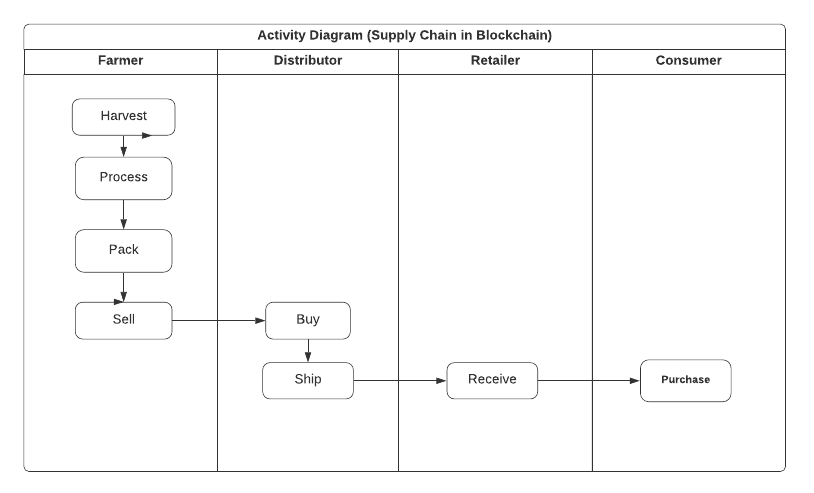 Activity Diagram (Supply Chain in Blockchain)
Farmer
Distributor
Retailer
Consumer
Harvest
Process
Pack
Sell
Buy
Ship
Receive
Purchase